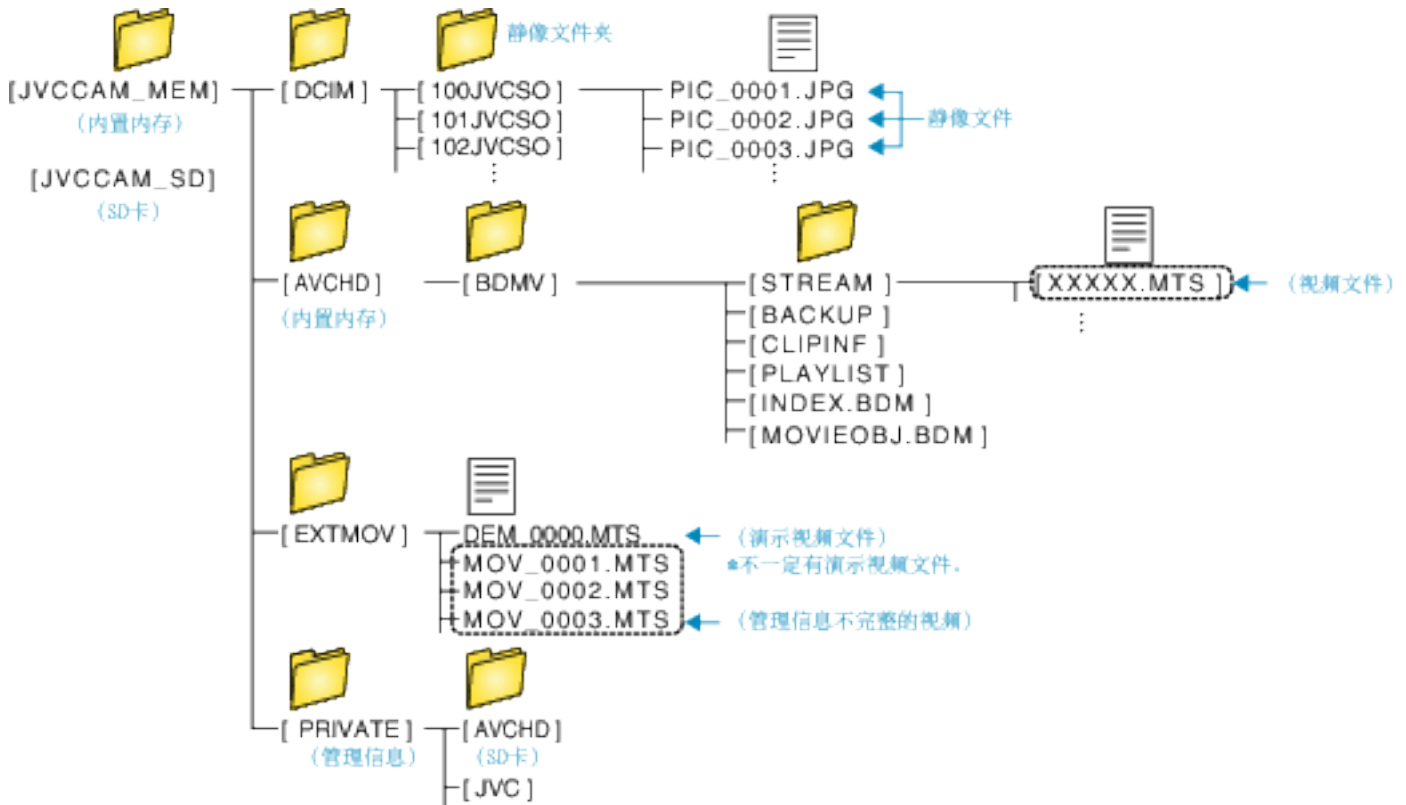 静像文件夹
[JVCCAM_MEM]
(内置内存)
[JVCCAM_SD]
(SD卡)
[DCIM]
[100JVCSO]
[101JVCSO]
[102JVCSO]
PIC_0001.JPG
PIC_0002.JPG
PIC_0003.JPG
静像文件
[AVCHD]
(内置内存)
[BDMV]
[STREAM]
[BACKUP]
[CLIPINF]
[PLAYLIST]
[INDEX.BDM]
[MOVIEOBJ.BDM]
[XXXXX.MTS]
(视频文件)
[EXTMOV]
DEM_0000.MTS
(演示视频文件)
*不一定有演示视频文件。
MOV_0001.MTS
MOV_0002.MTS
MOV_0003.MTS
(管理信息不完整的视频)
[PRIVATE]
(管理信息)
[AVCHD]
(SD卡)
[JVC]